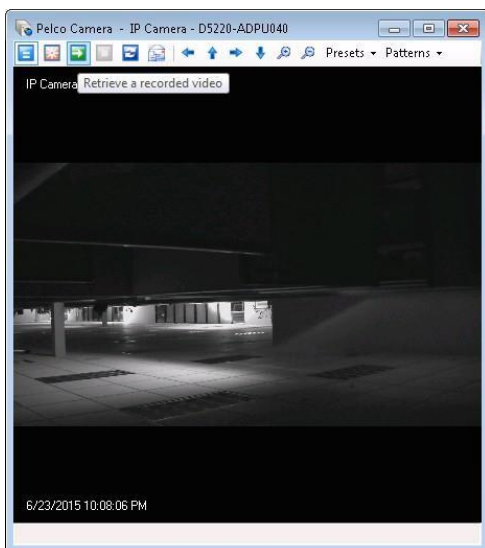 Pelco Camera - IP Camera - D5220-ADPU040
Presets Patterns
IP Camera Retrieve a recorded video
6/23/2015 10:08:06 PM